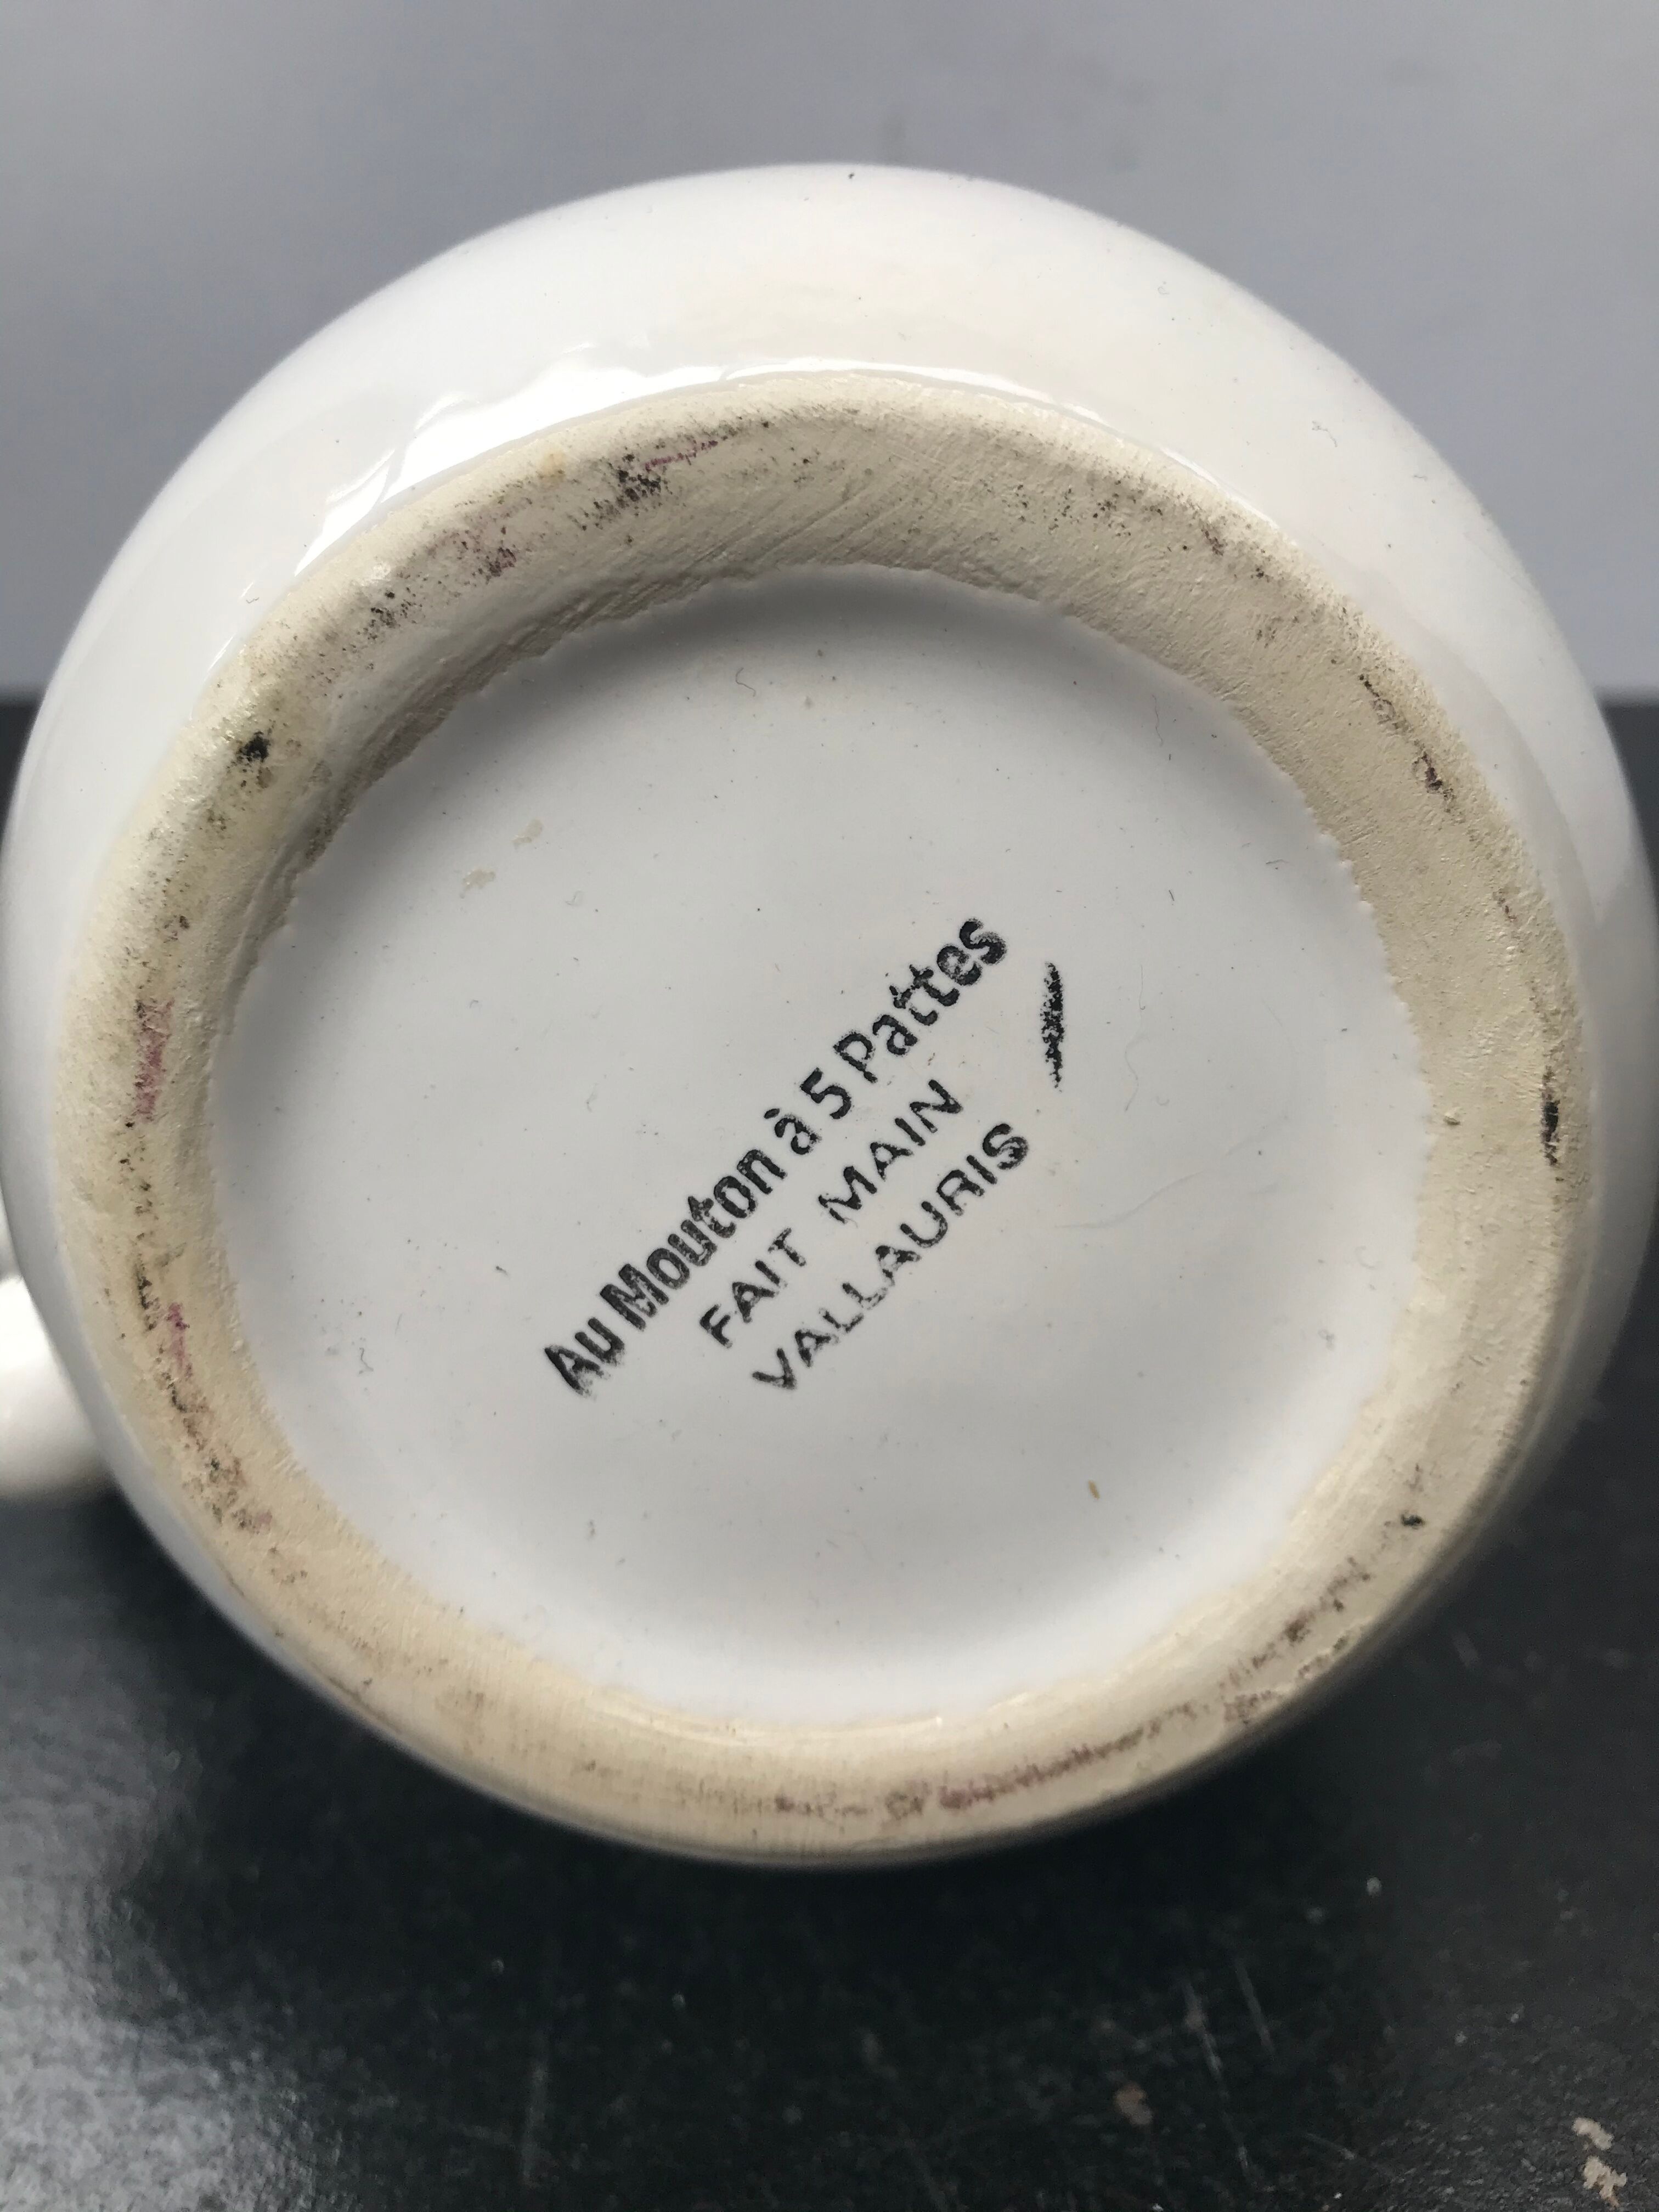 Au Mouton à 5 Pattes
FAIT MAIN
VALLAURIS